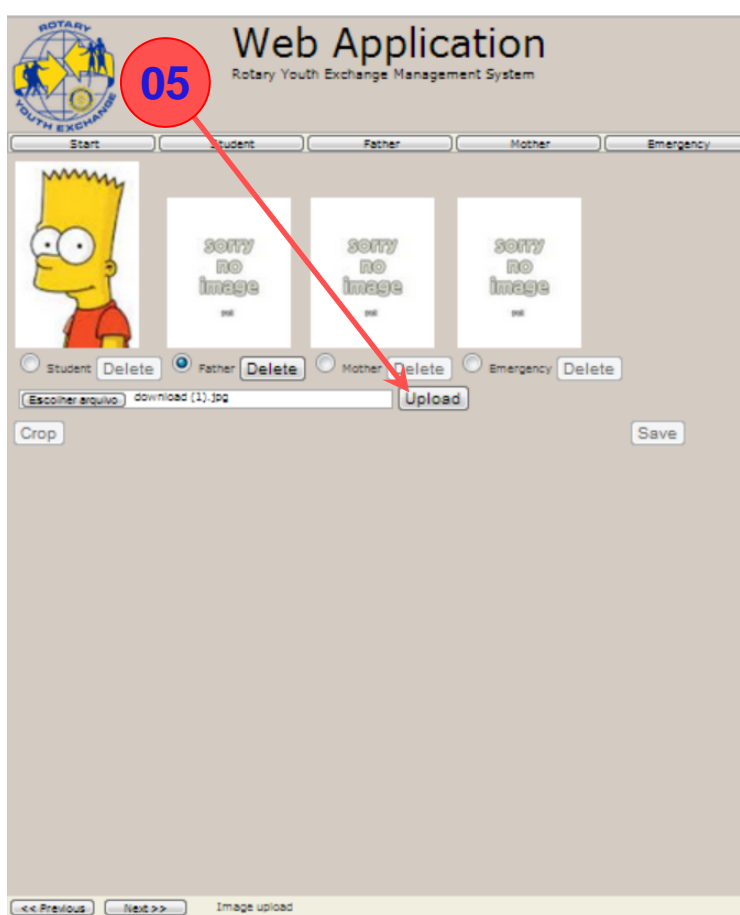 ROTARY
YOUTH EXCHANGE
Web Application
Rotary Youth Exchange Management System
05
Start Student Father Mother Emergency
sorry no image
sorry no image
sorry no image
Student Delete Father Delete Mother Delete Emergency Delete
Escolher arquivo download (1).jpg Upload
Crop Save
<< Previous Next >> Image upload